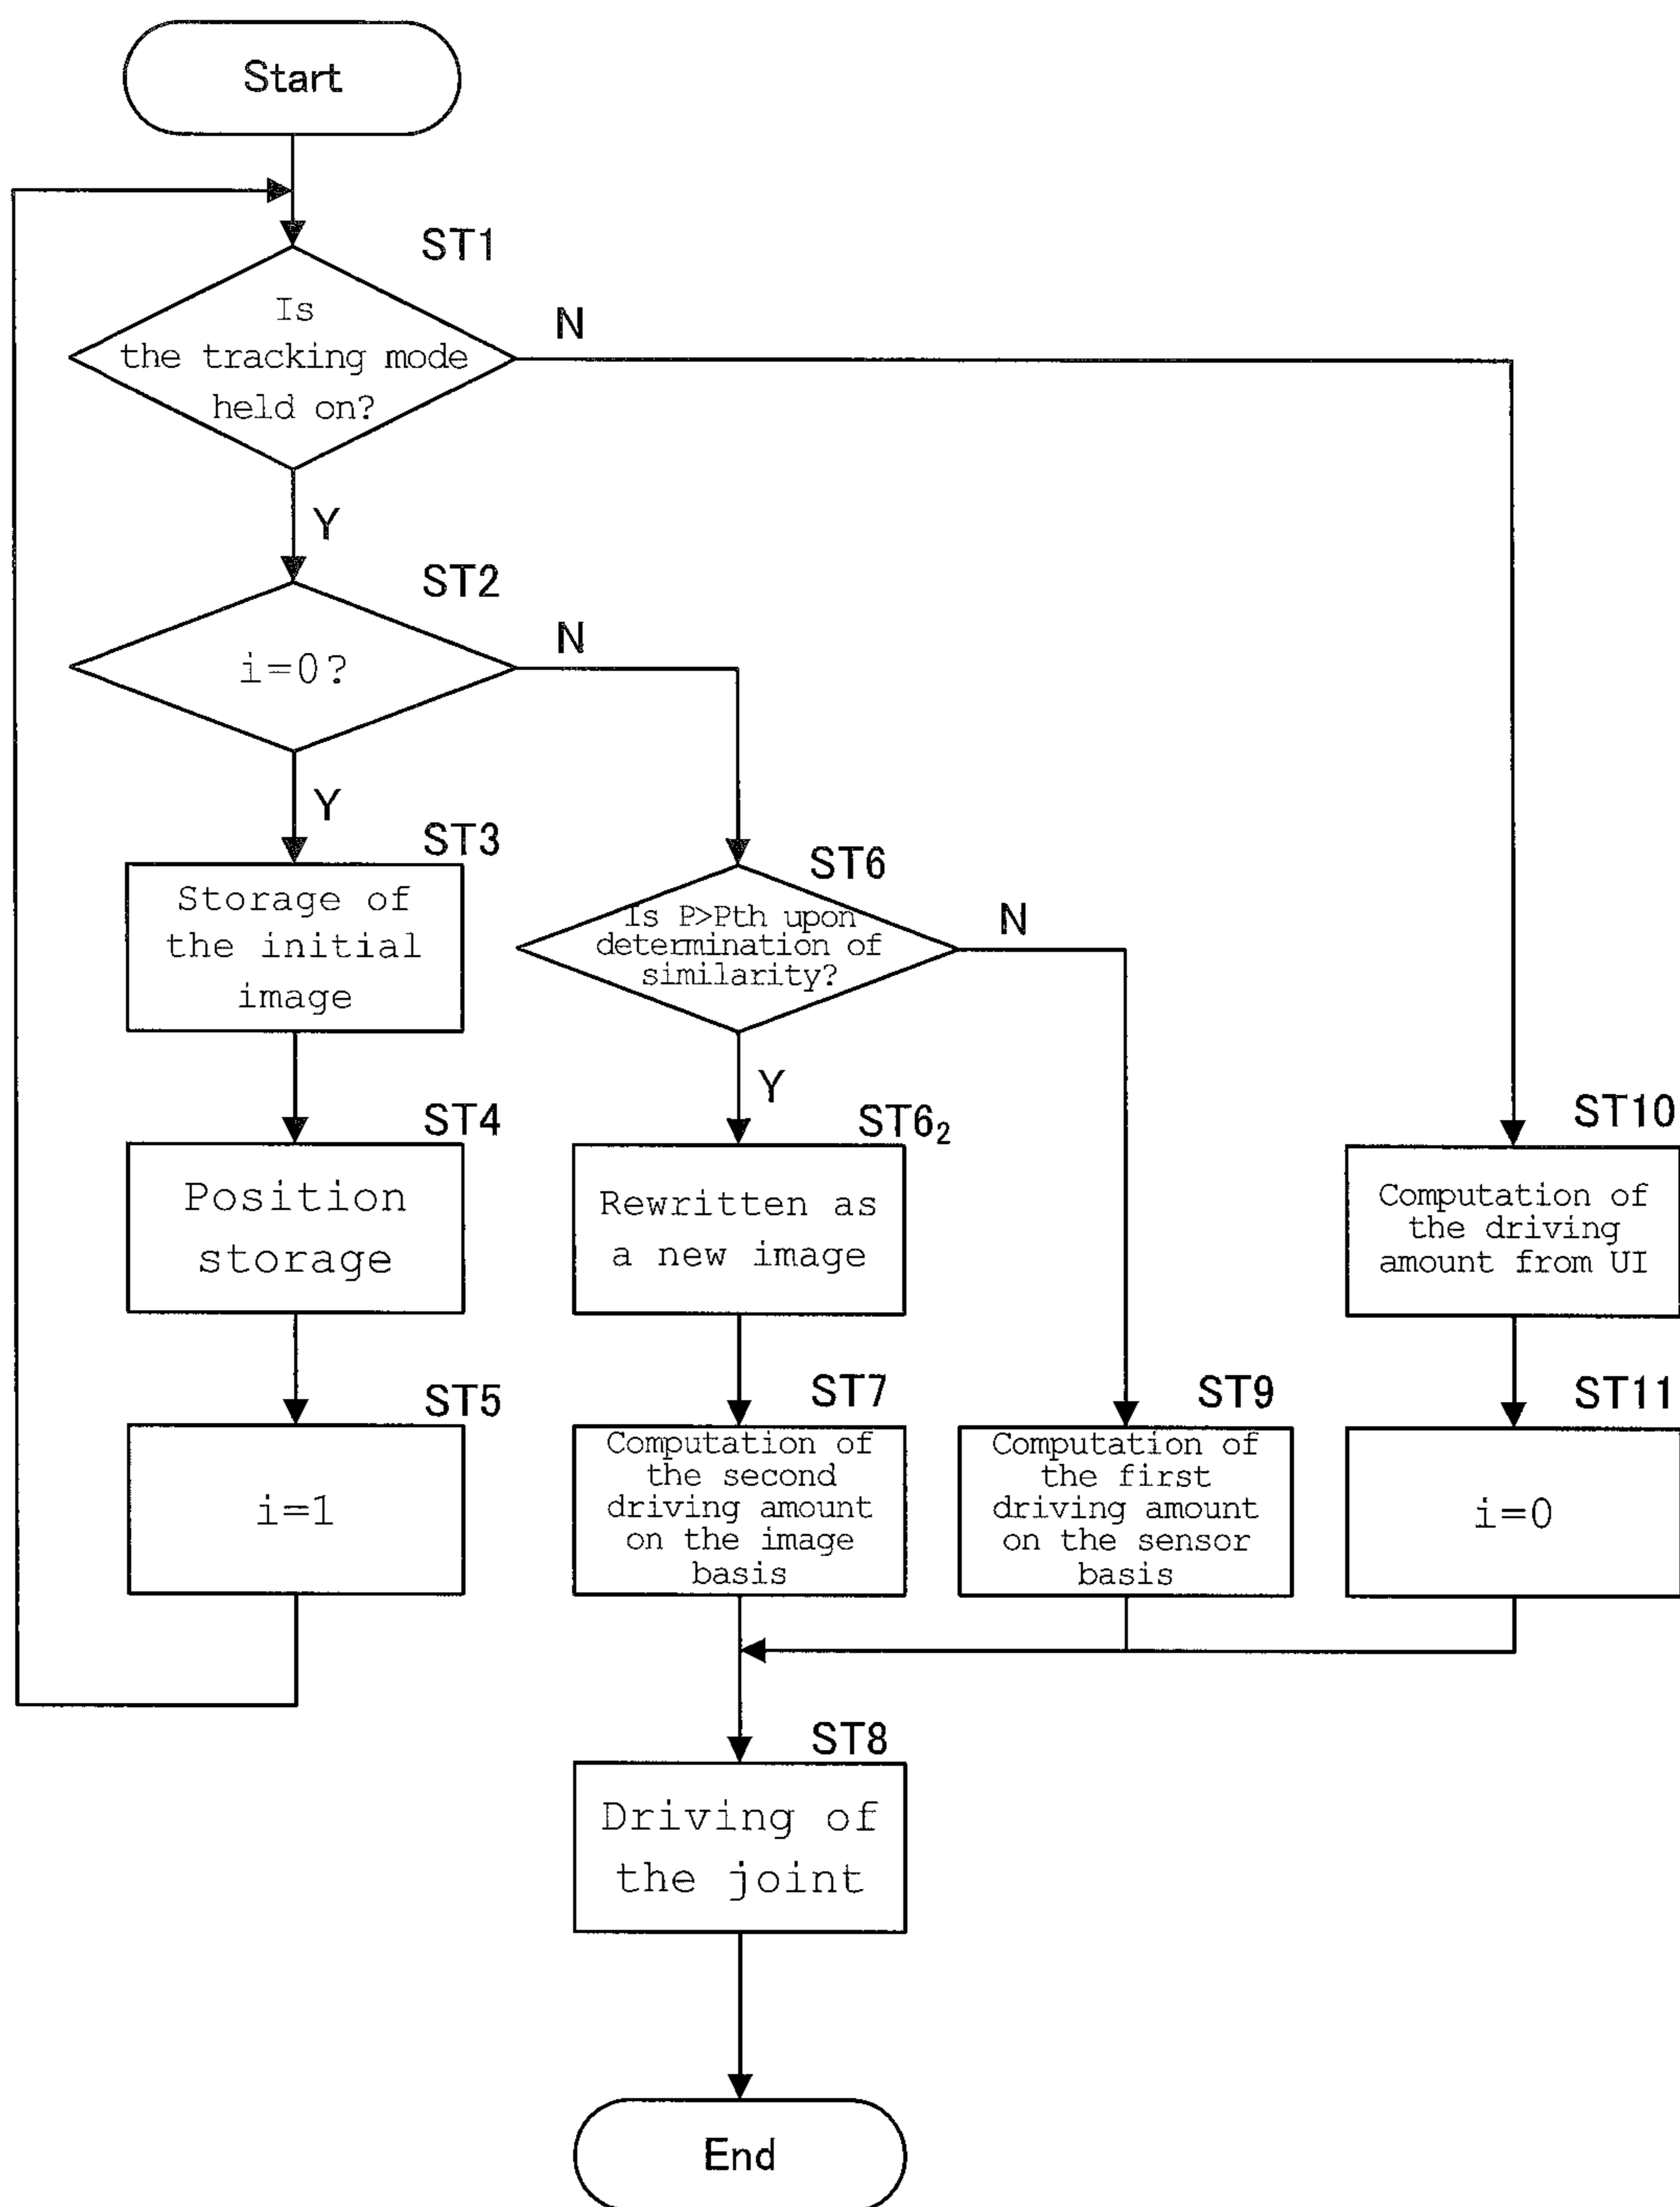 Start
ST1
Is
the tracking mode
held on?
N
Y
ST2
i=0?
N
Y
ST3
Storage of
the initial
image
ST6
Is P>Pth upon
determination of
similarity?
N
Y
ST4
Position
storage
ST6₂
Rewritten as
a new image
ST10
Computation of
the driving
amount from UI
ST5
i=1
ST7
Computation of
the second
driving amount
on the image
basis
ST9
Computation of
the first
driving amount
on the sensor
basis
ST11
i=0
ST8
Driving of
the joint
End